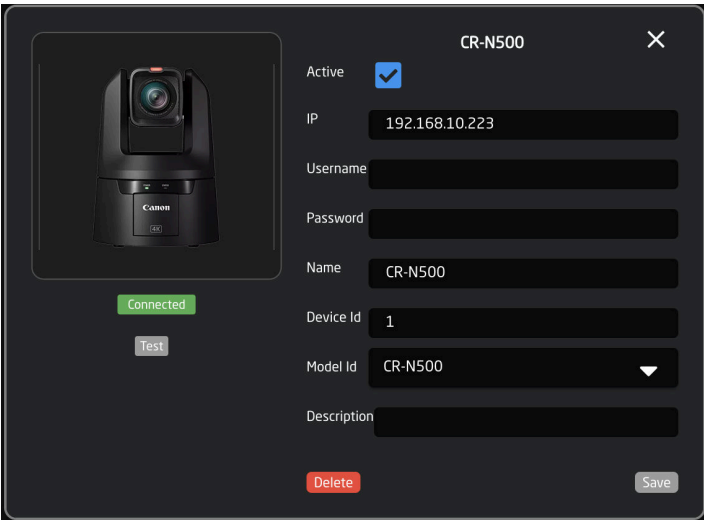 CR-N500
Active
IP 192.168.10.223
Username
Password
Name CR-N500
Device Id 1
Model Id CR-N500
Description
Canon
4K
Connected
Test
Delete Save